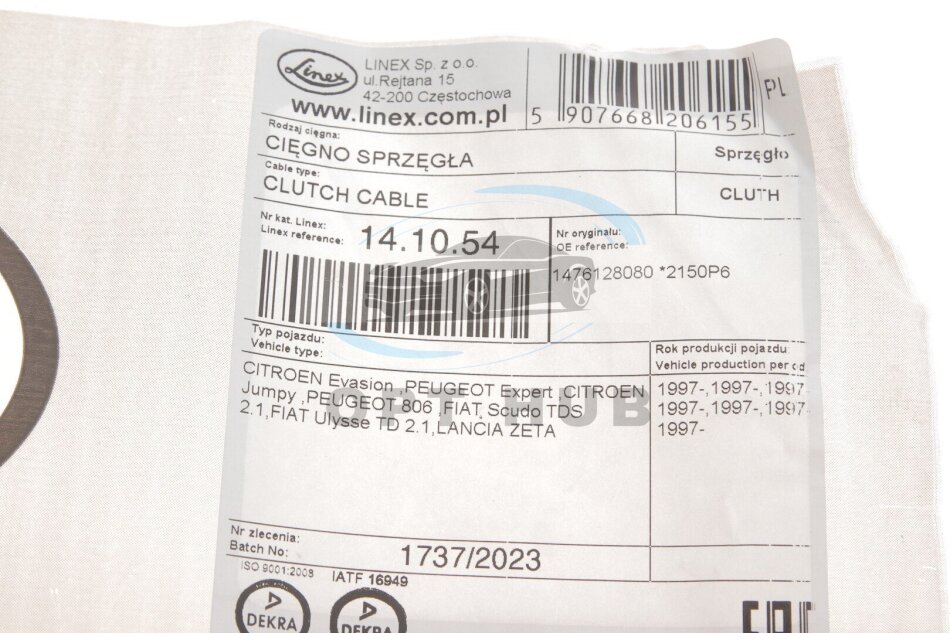 Linex
LINEX Sp. z o.o.
ul.Rejtana 15
42-200 Częstochowa
www.linex.com.pl
5 907668 206155
PL
Rodzaj cięgna:
CIĘGNO SPRZĘGŁA
Sprzęgło
Cable type:
CLUTCH CABLE
CLUTH
Nr kat. Linex:
Linex reference:
14.10.54
Nr oryginału:
OE reference:
1476128080 *2150P6
Typ pojazdu:
Vehicle type:
Rok produkcji pojazdu
Vehicle production per od
CITROEN Evasion ,PEUGEOT Expert ,CITROEN
Jumpy ,PEUGEOT 806 ,FIAT Scudo TDS
2.1,FIAT Ulysse TD 2.1,LANCIA ZETA
1997-,1997-,1997-
1997-,1997-,1997-
1997-
OPT HUB
Nr zlecenia:
Batch No:
1737/2023
ISO 9001:2008
IATF 16949
DEKRA
DEKRA
EAC